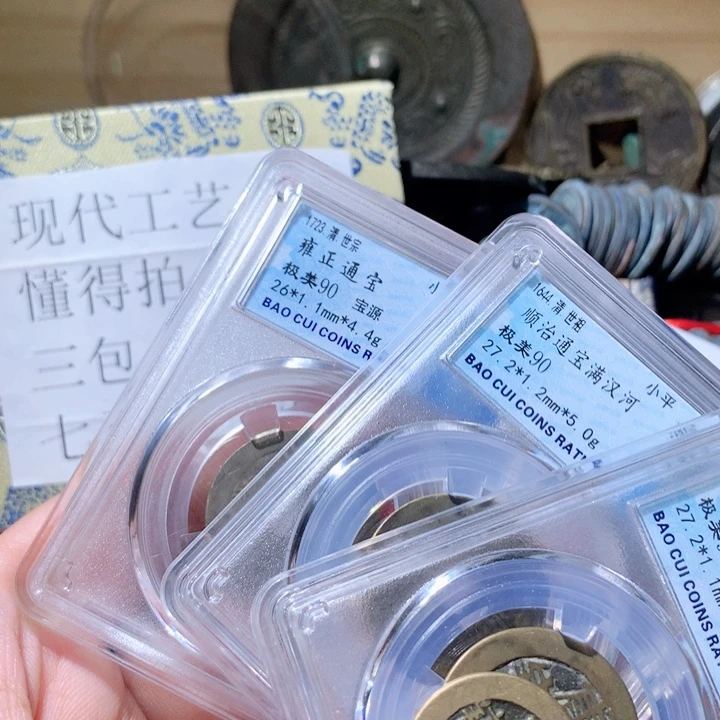 现代工艺
懂得拍
三包
七
1723.清世宗
雍正通宝
小
极美90 宝源
26*1.1mm*4.4g
BAO CUI COINS R
1644.清世祖
顺治通宝满汉河
小平
极美90
27.2*1.2mm*5.0g
BAO CUI COINS RAT
极美
27.2*1.1m
BAO CUI COINS RAT